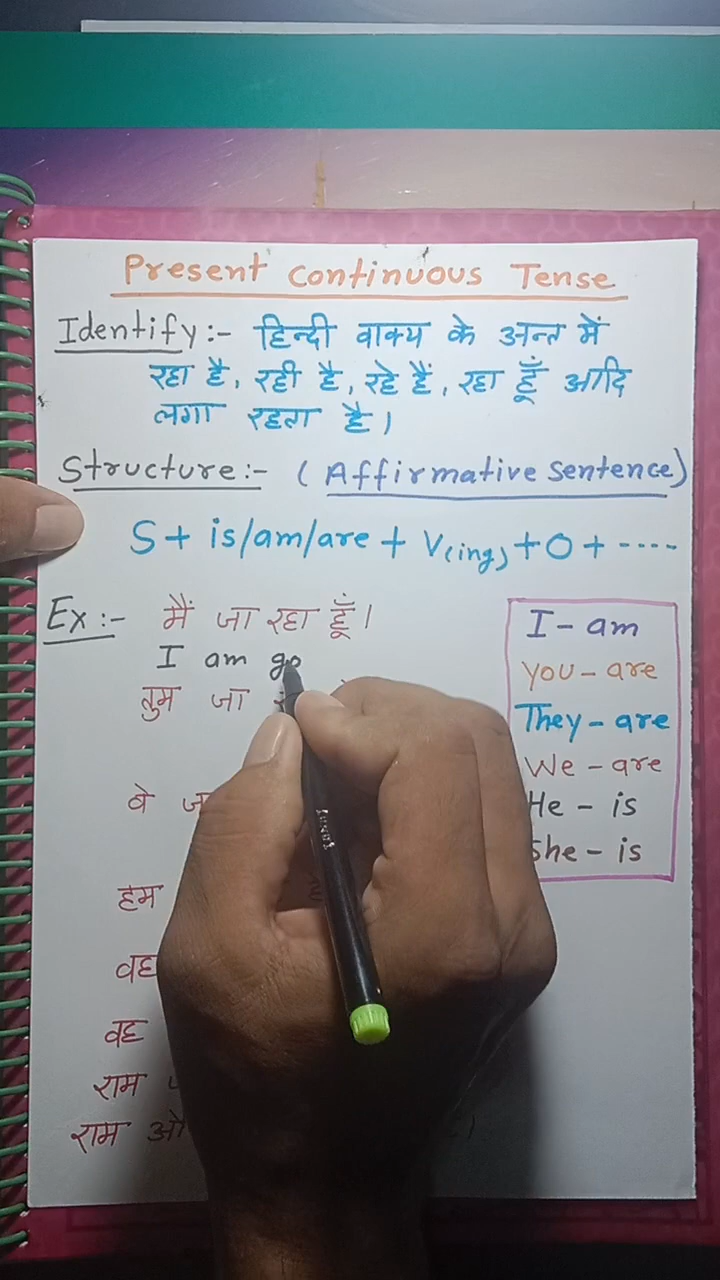 Present Continuous Tense
Identify:- हिन्दी वाक्य के अन्त में
रहा है, रही है, रहे हैं, रहा हूँ आदि
लगा रहता है।
Structure:- (Affirmative Sentence)
S + is/am/are + V(ing) + O + ----
Ex:- मैं जा रहा हूँ।
I am go
तुम जा
वे
हम
वह
वह
राम
राम
I - am
You - are
They - are
We - are
He - is
She - is